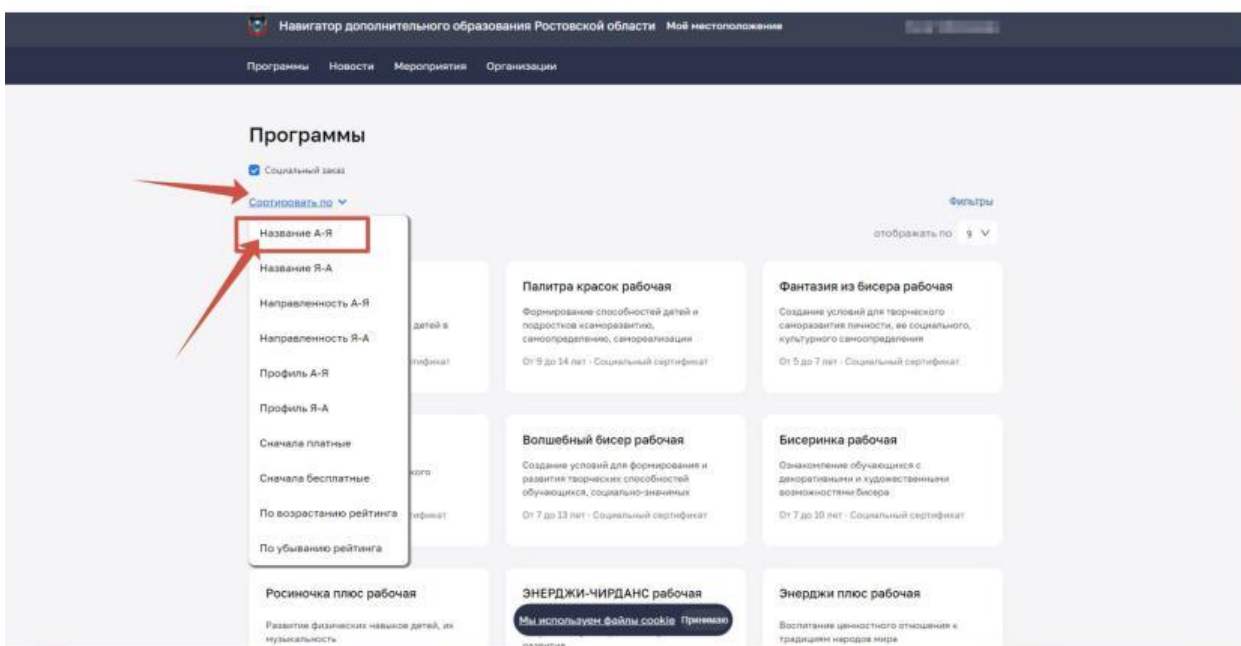 Навигатор дополнительного образования Ростовской области Моё местоположение
Программы Новости Мероприятия Организации
Программы
Социальный заказ
Сортировать по
Фильтры
отображать по 9
Название А-Я
Название Я-А
Направленность А-Я
Направленность Я-А
Профиль А-Я
Профиль Я-А
Сначала платные
Сначала бесплатные
По возрастанию рейтинга
По убыванию рейтинга
детей в
тификат
Палитра красок рабочая
Формирование способностей детей и
подростков ксаморазвитию,
самоопределению, самореализации
От 9 до 14 лет · Социальный сертификат
Фантазия из бисера рабочая
Создание условий для творческого
саморазвития личности, ее социального,
культурного самоопределения
От 5 до 7 лет · Социальный сертификат
кого
тификат
Волшебный бисер рабочая
Создание условий для формирования и
развития творческих способностей
обучающихся, социально-значимых
От 7 до 13 лет · Социальный сертификат
Бисеринка рабочая
Ознакомление обучающихся с
декоративными и художественными
возможностями бисера
От 7 до 10 лет · Социальный сертификат
Росиночка плюс рабочая
Развитие физических навыков детей, их
музыкальность
ЭНЕРДЖИ-ЧИРДАНС рабочая
Мы используем файлы cookie Принимаю
развития
Энерджи плюс рабочая
Воспитание ценностного отношения к
традициям народов мира